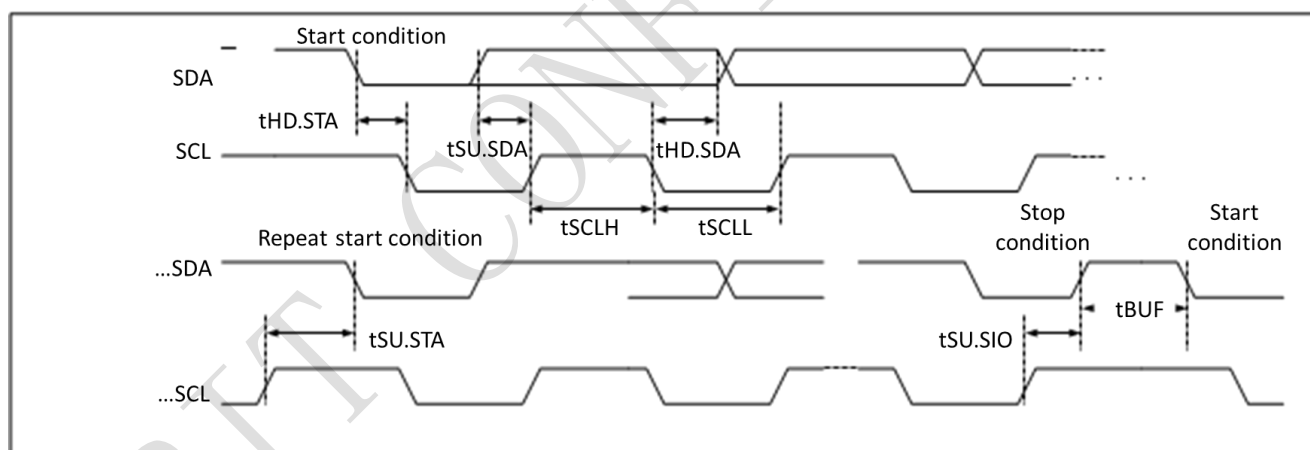 Start condition
SDA
. . .
tHD.STA
SCL
tSU.SDA
tHD.SDA
. . .
tSCLH
tSCLL
Stop
condition
Start
condition
Repeat start condition
...SDA
tBUF
tSU.STA
tSU.SIO
...SCL